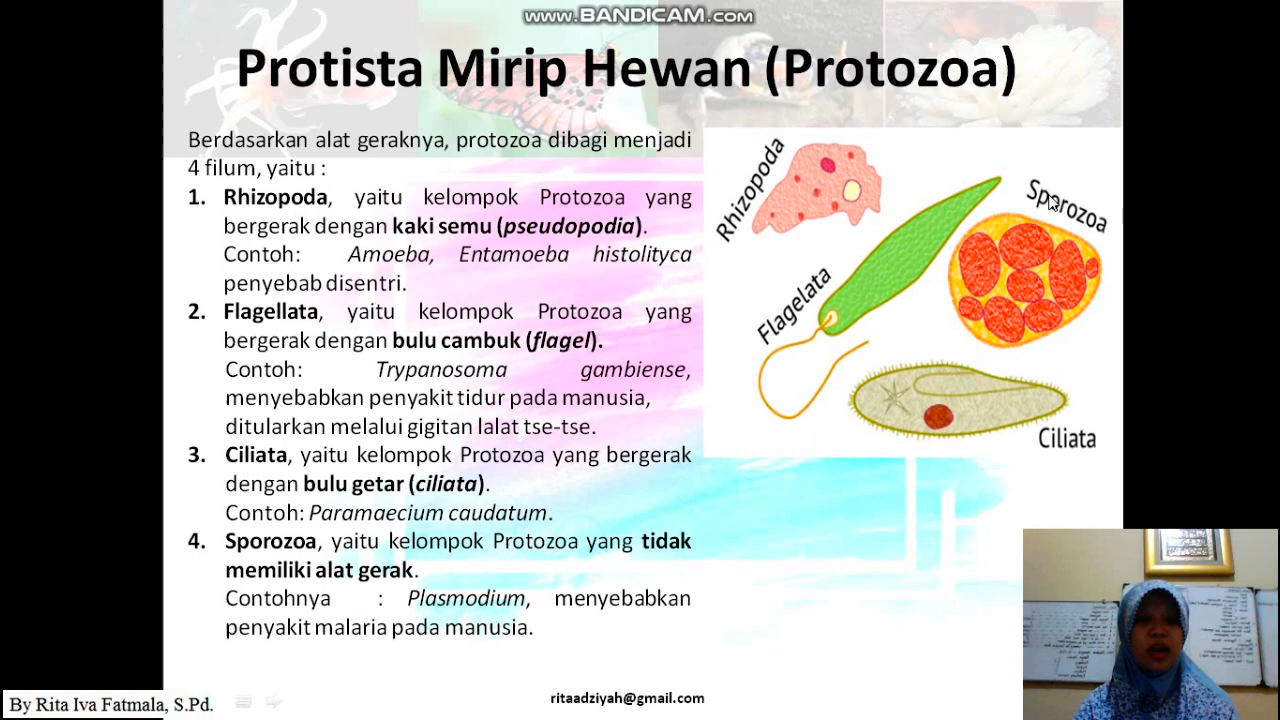 www.BANDICAM.com
Protista Mirip Hewan (Protozoa)
Berdasarkan alat geraknya, protozoa dibagi menjadi
4 filum, yaitu :
1. Rhizopoda, yaitu kelompok Protozoa yang
bergerak dengan kaki semu (pseudopodia).
Contoh: Amoeba, Entamoeba histolityca
penyebab disentri.
2. Flagellata, yaitu kelompok Protozoa yang
bergerak dengan bulu cambuk (flagel).
Contoh: Trypanosoma gambiense,
menyebabkan penyakit tidur pada manusia,
ditularkan melalui gigitan lalat tse-tse.
3. Ciliata, yaitu kelompok Protozoa yang bergerak
dengan bulu getar (ciliata).
Contoh: Paramaecium caudatum.
4. Sporozoa, yaitu kelompok Protozoa yang tidak
memiliki alat gerak.
Contohnya : Plasmodium, menyebabkan
penyakit malaria pada manusia.
Rhizopoda
Sporozoa
Flagelata
Ciliata
ritaadziyah@gmail.com
By Rita Iva Fatmala, S.Pd.